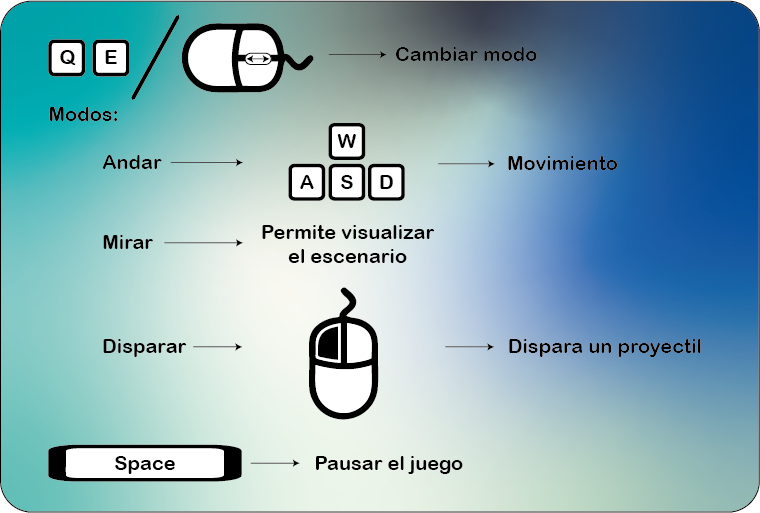 Q E
Cambiar modo
Modos:
W
Andar
A S D
Movimiento
Mirar
Permite visualizar
el escenario
Disparar
Dispara un proyectil
Space
Pausar el juego